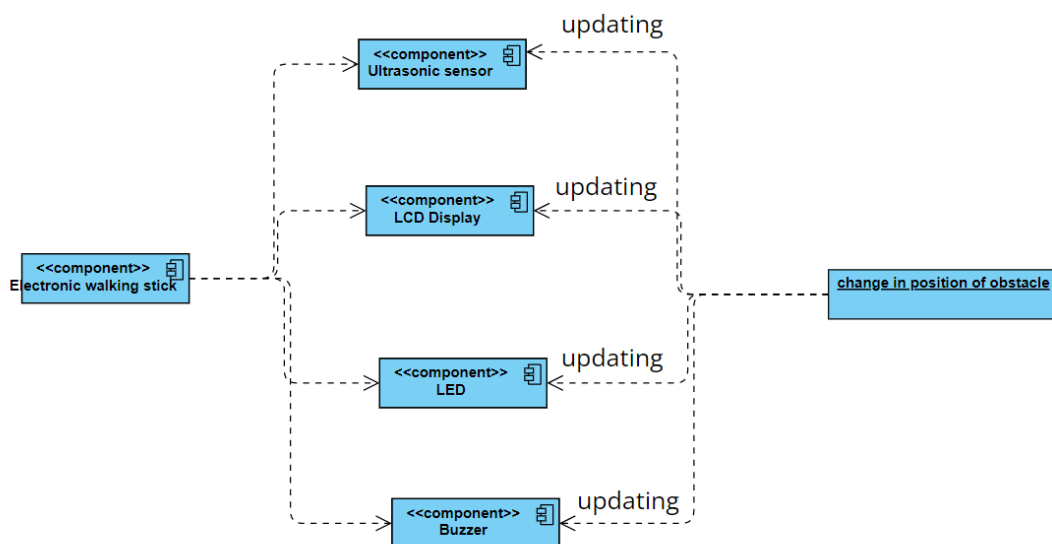 updating
<<component>>
Ultrasonic sensor
updating
<<component>>
LCD Display
<<component>>
Electronic walking stick
change in position of obstacle
updating
<<component>>
LED
updating
<<component>>
Buzzer